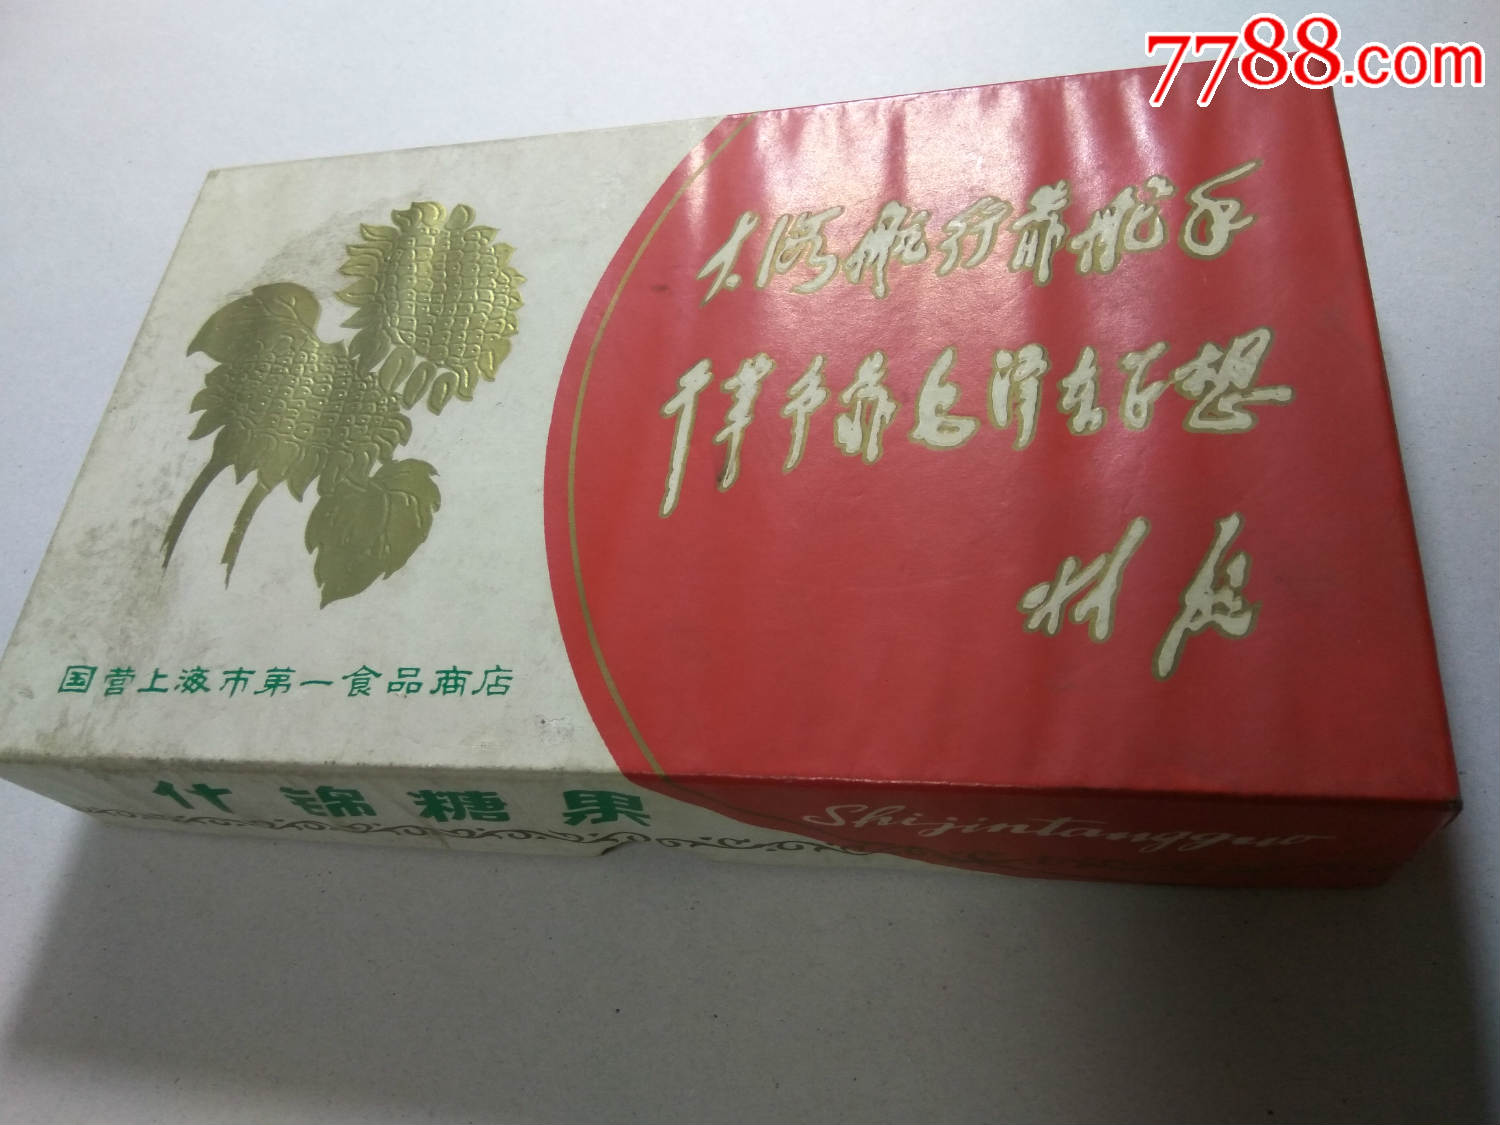 7788.com
大海航行靠舵手
干革命靠毛泽东思想
林彪
国营上海市第一食品商店
什锦糖果
Shijintangguo